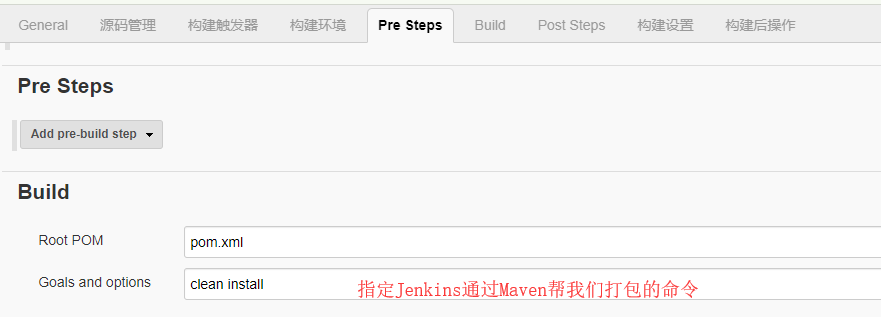 General 源码管理 构建触发器 构建环境 Pre Steps Build Post Steps 构建设置 构建后操作
Pre Steps
Add pre-build step
Build
Root POM pom.xml
Goals and options clean install 指定Jenkins通过Maven帮我们打包的命令